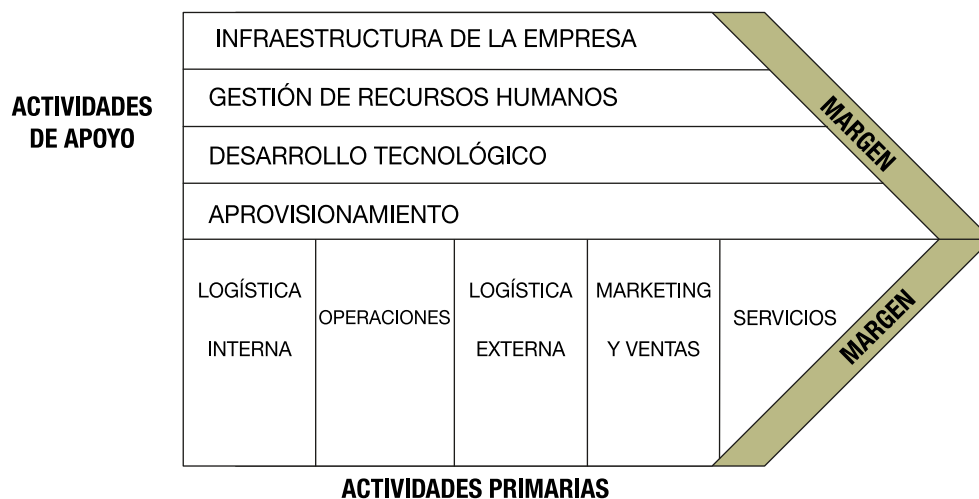 INFRAESTRUCTURA DE LA EMPRESA
GESTIÓN DE RECURSOS HUMANOS
ACTIVIDADES
DE APOYO
DESARROLLO TECNOLÓGICO
APROVISIONAMIENTO
MARGEN
LOGÍSTICA
INTERNA
OPERACIONES
LOGÍSTICA
EXTERNA
MARKETING
Y VENTAS
SERVICIOS
MARGEN
ACTIVIDADES PRIMARIAS